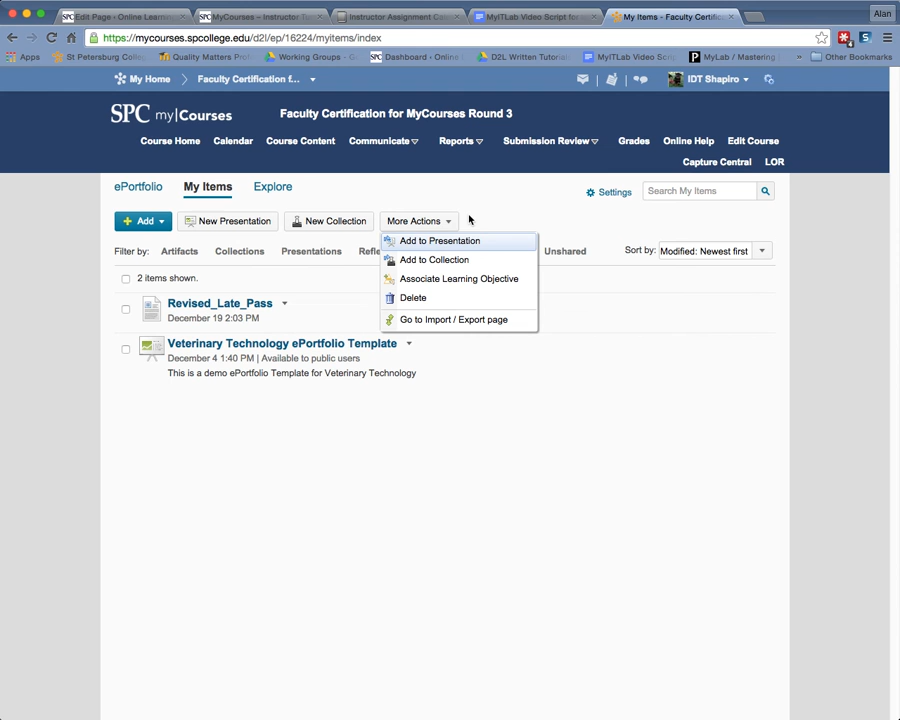 Edit Page ‹ Online Learni
MyCourses – Instructor Tu
Instructor Assignment Ca
MyITLab Video Script for
My Items - Faculty Certific
Alan
https://mycourses.spcollege.edu/d2l/ep/16224/myitems/index
Apps
St Petersburg Colle
Quality Matters Prof
Working Groups - G
Dashboard ‹ Online
D2L Written Tutoria
MyITLab Video Scri
MyLab / Mastering
»
Other Bookmarks
My Home
Faculty Certification f...
IDT Shapiro
SPC my|Courses
Faculty Certification for MyCourses Round 3
Course Home
Calendar
Course Content
Communicate
Reports
Submission Review
Grades
Online Help
Edit Course
Capture Central
LOR
ePortfolio
My Items
Explore
Settings
Search My Items
Add
New Presentation
New Collection
More Actions
Add to Presentation
Add to Collection
Associate Learning Objective
Delete
Go to Import / Export page
Filter by:
Artifacts
Collections
Presentations
Refle
Unshared
Sort by:
Modified: Newest first
2 items shown.
Revised_Late_Pass
December 19 2:03 PM
Veterinary Technology ePortfolio Template
December 4 1:40 PM | Available to public users
This is a demo ePortfolio Template for Veterinary Technology